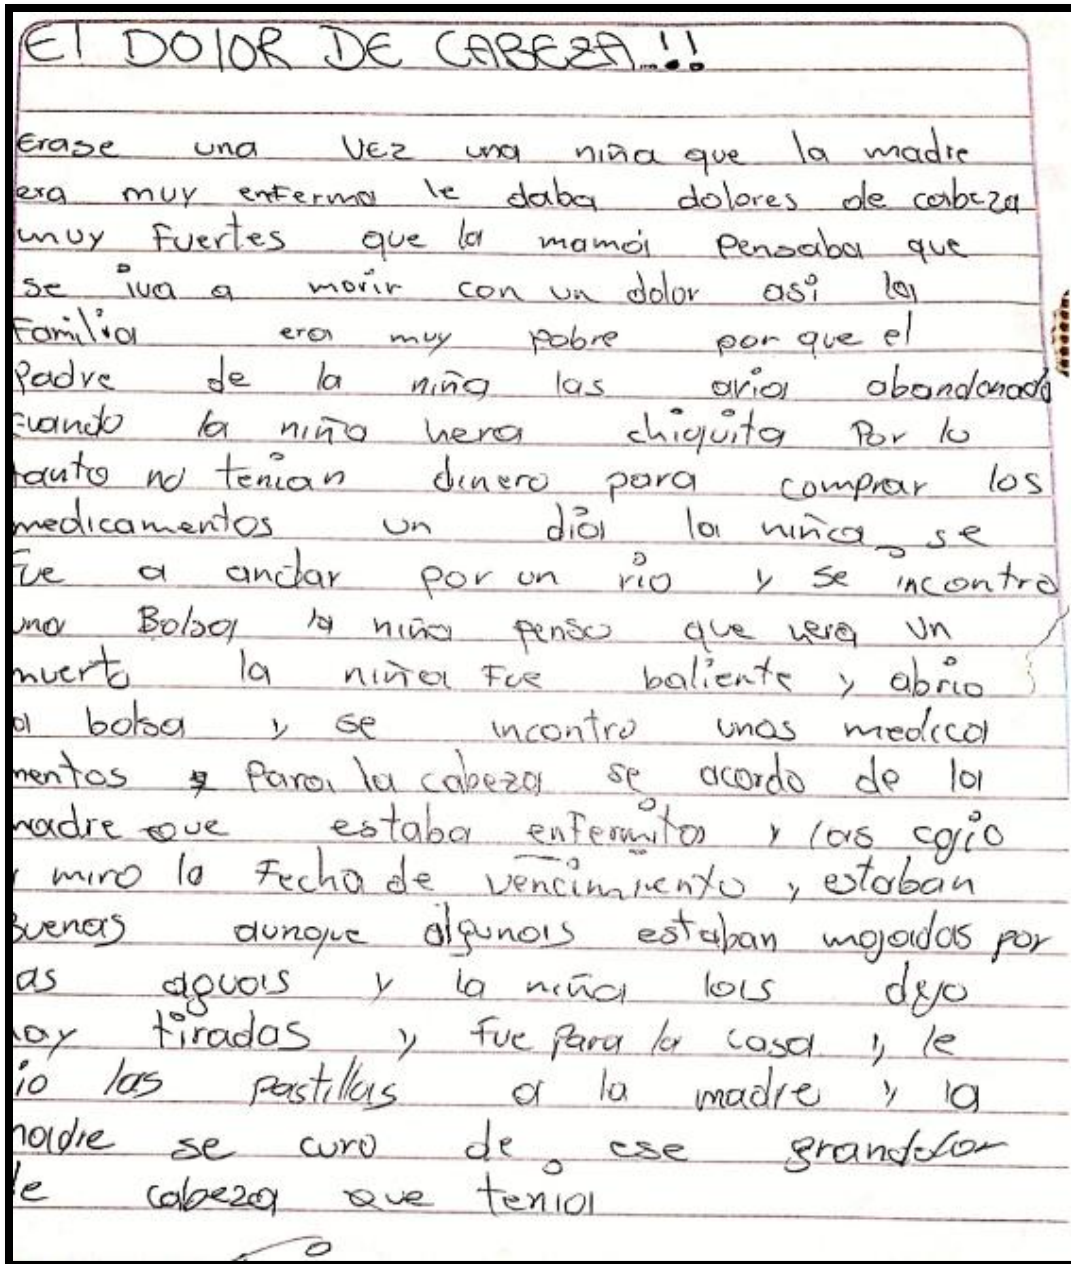 El DOlOR DE CABEZA...!!
Erase una VEZ una niña que la madre
era muy enferma le daba dolores de cabeza
muy Fuertes que la mamá Pensaba que
se iva a morir con un dolor así la
Familia era muy pobre por que el
Padre de la niña las avia abandonado
cuando la niña hera chiquita Por lo
tanto no tenian dinero para comprar los
medicamentos un día la niña se
Fue a andar por un río y se incontro
una Bolsa la niña penso que hera un
muerto la niña Fue baliente y abrio
la bolsa y se incontro unos medica
mentos Para la cabeza se acordo de la
madre que estaba enfermita y las cojio
y miro la Fecha de vencimiento y estaban
Buenas aunque algunas estaban mojadas por
las aguas y la niña las dejo
hay tiradas y fue para la casa y le
dio las pastillas a la madre y la
madre se curo de ese grandolor
de cabeza que tenia